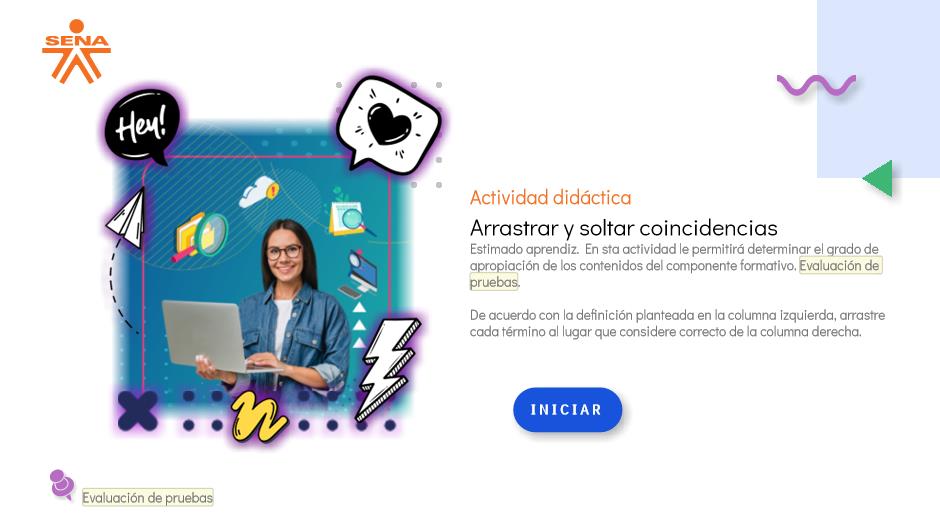 SENA
Hey!
Actividad didáctica
Arrastrar y soltar coincidencias
Estimado aprendiz. En sta actividad le permitirá determinar el grado de
apropiación de los contenidos del componente formativo. Evaluación de
pruebas.
De acuerdo con la definición planteada en la columna izquierda, arrastre
cada término al lugar que considere correcto de la columna derecha.
INICIAR
Evaluación de pruebas